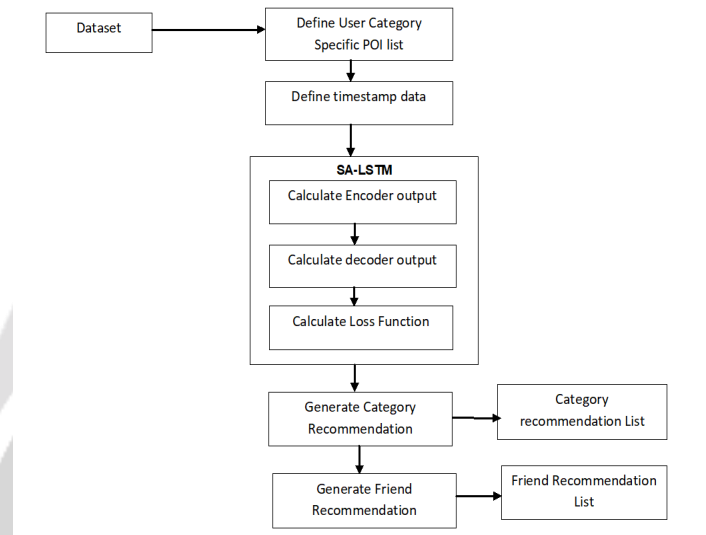 Dataset
Define User Category
Specific POI list
Define timestamp data
SA-LSTM
Calculate Encoder output
Calculate decoder output
Calculate Loss Function
Generate Category
Recommendation
Category
recommendation List
Generate Friend
Recommendation
Friend Recommendation
List